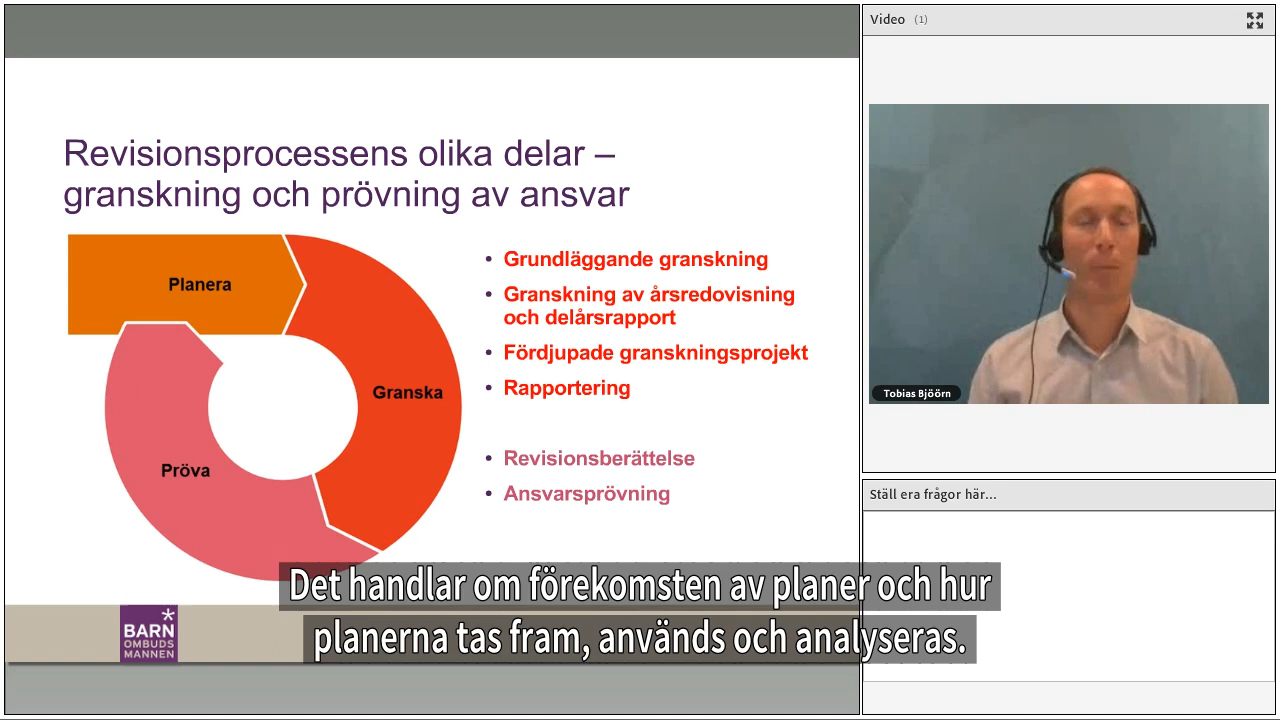 Revisionsprocessens olika delar –
granskning och prövning av ansvar
Planera
Granska
Pröva
• Grundläggande granskning
• Granskning av årsredovisning
och delårsrapport
• Fördjupade granskningsprojekt
• Rapportering
• Revisionsberättelse
• Ansvarsprövning
BARN
OMBUDS
MANNEN
Det handlar om förekomsten av planer och hur
planerna tas fram, används och analyseras.
Video (1)
Tobias Bjöörn
Ställ era frågor här...